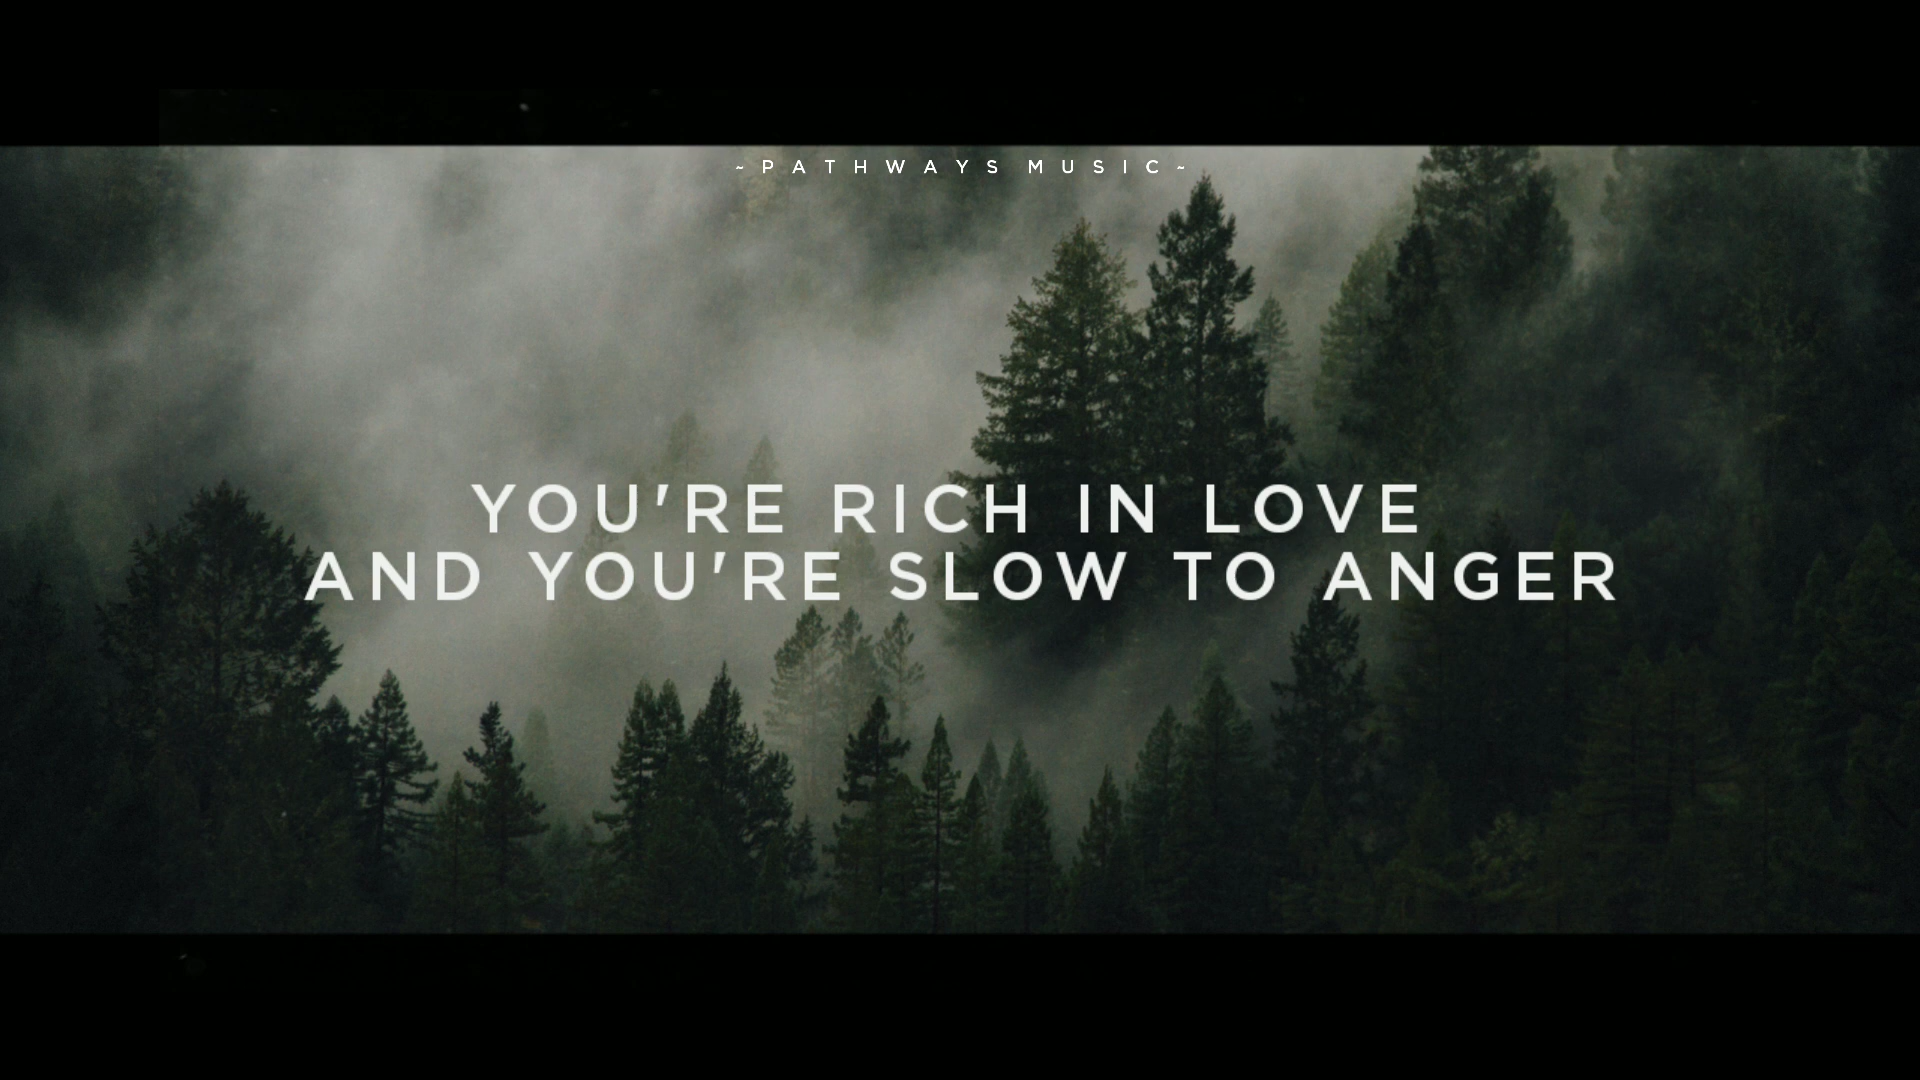 ~ PATHWAYS MUSIC ~
YOU'RE RICH IN LOVE
AND YOU'RE SLOW TO ANGER